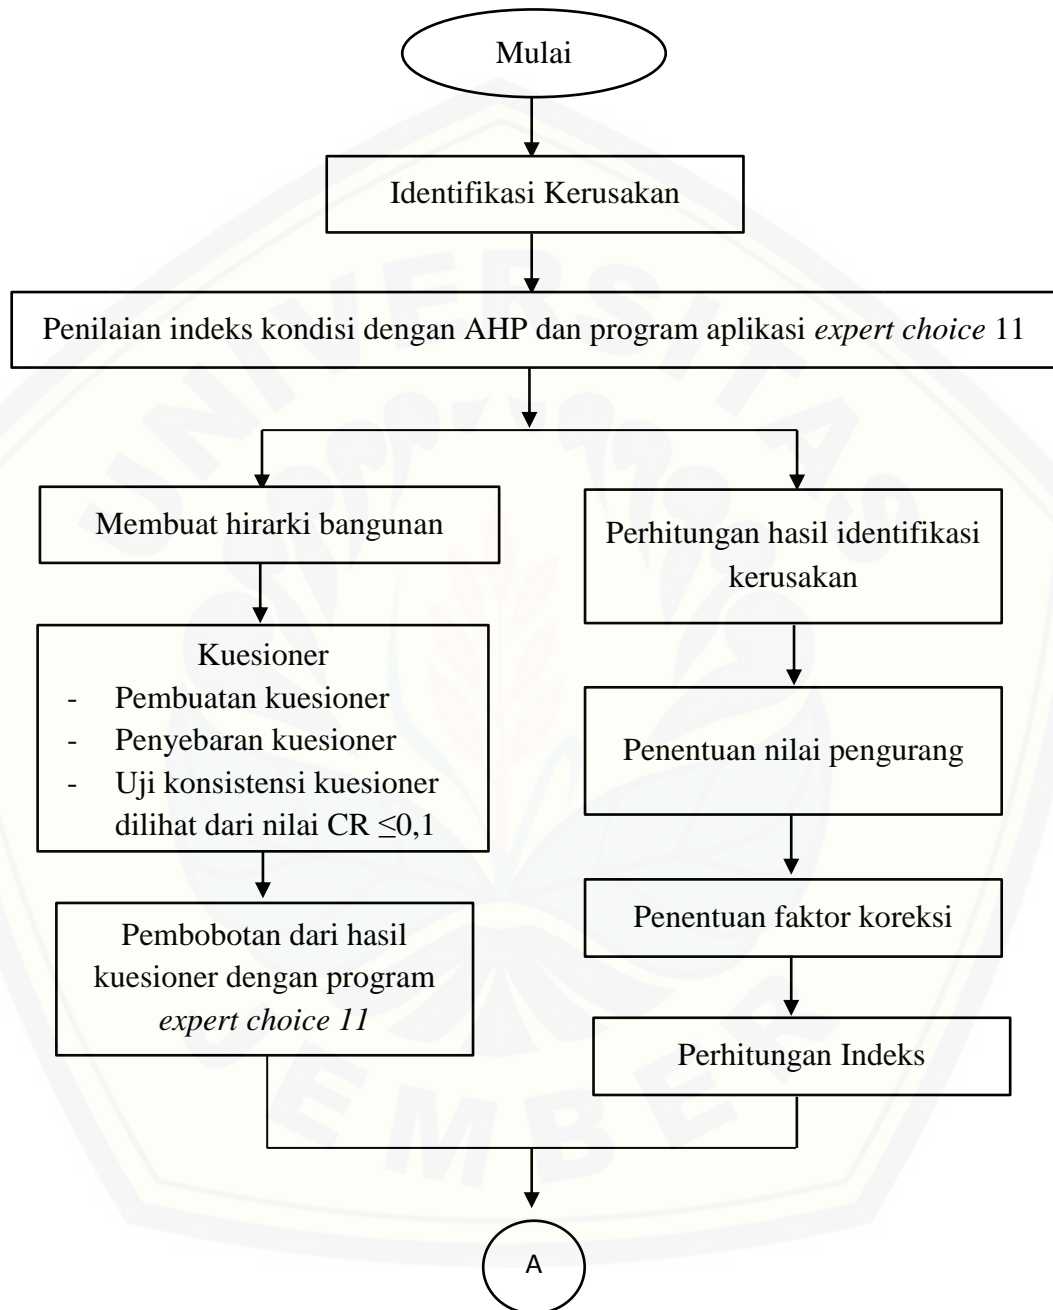 Mulai
Identifikasi Kerusakan
Penilaian indeks kondisi dengan AHP dan program aplikasi expert choice 11
Membuat hirarki bangunan
Kuesioner
- Pembuatan kuesioner
- Penyebaran kuesioner
- Uji konsistensi kuesioner
dilihat dari nilai CR ≤0,1
Pembobotan dari hasil
kuesioner dengan program
expert choice 11
Perhitungan hasil identifikasi
kerusakan
Penentuan nilai pengurang
Penentuan faktor koreksi
Perhitungan Indeks
A
UNIVERSITAS
JEMBER